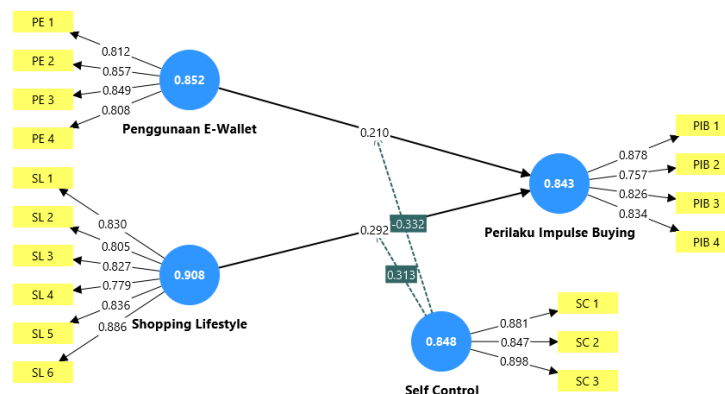 PE 1
0.812
PE 2
0.857
PE 3
0.849
PE 4
0.808
0.852
Penggunaan E-Wallet
0.210
SL 1
0.830
SL 2
0.805
SL 3
0.827
SL 4
0.779
SL 5
0.836
SL 6
0.886
0.908
Shopping Lifestyle
0.292
-0.332
0.313
0.843
Perilaku Impulse Buying
PIB 1
0.878
PIB 2
0.757
PIB 3
0.826
PIB 4
0.834
0.848
Self Control
SC 1
0.881
SC 2
0.847
SC 3
0.898